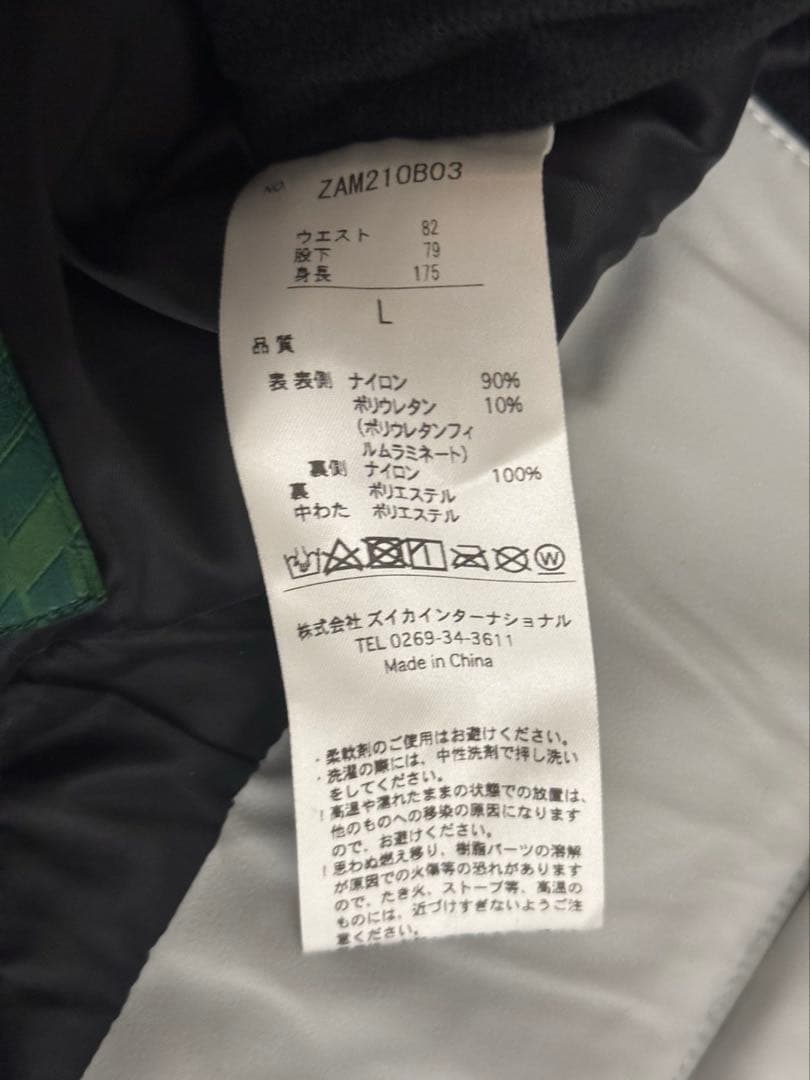 NO. ZAM210B03
ウエスト 82
股下 79
身長 175
L
品質
表 表側 ナイロン 90%
ポリウレタン 10%
(ポリウレタンフィ
ルムラミネート)
裏側 ナイロン 100%
裏 ポリエステル
中わた ポリエステル
W
株式会社 ズイカインターナショナル
TEL 0269-34-3611
Made in China
・柔軟剤のご使用はお避けください。
・洗濯の際には、中性洗剤で押し洗い
をしてください。
！高温や濡れたままの状態での放置は、
他のものへの移染の原因になります
ので、お避けください。
！思わぬ燃え移り、樹脂パーツの溶解
が原因での火傷等の恐れがあります
ので、たき火、ストーブ等、高温の
ものには、近づけすぎないようご注
意ください。